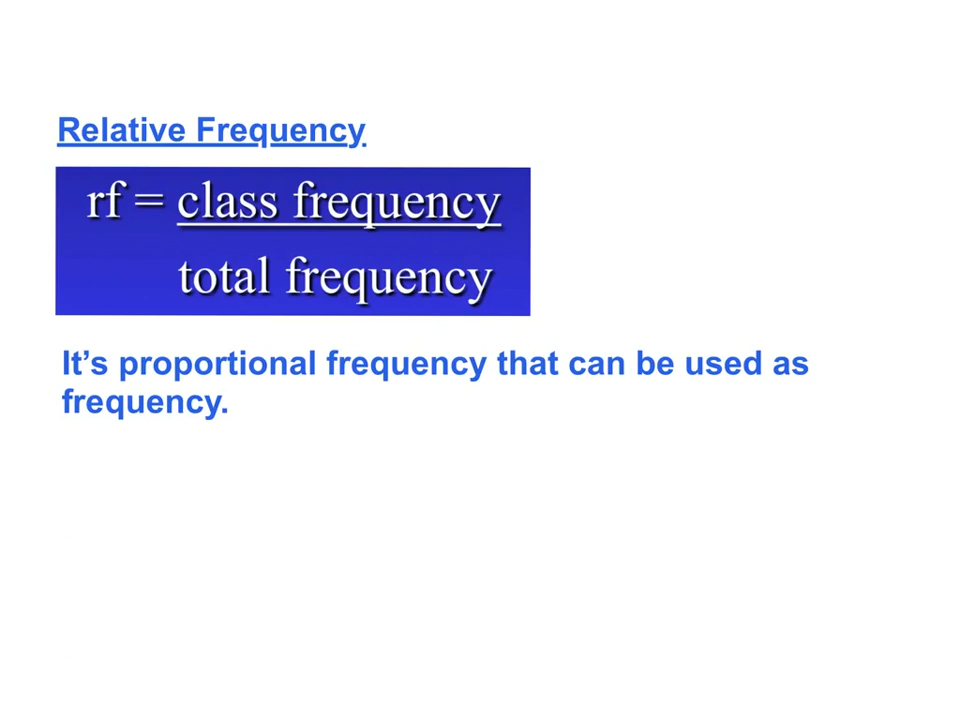 Relative Frequency
rf = class frequency
total frequency
It’s proportional frequency that can be used as
frequency.